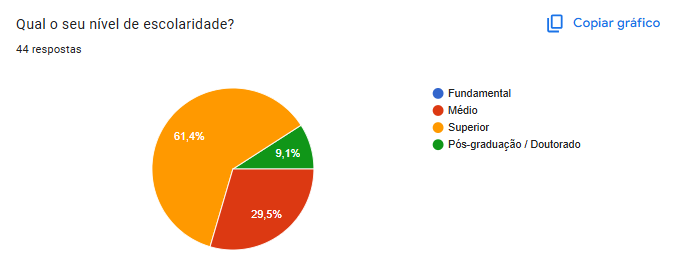 Qual o seu nível de escolaridade?
Copiar gráfico
44 respostas
Fundamental
Médio
Superior
Pós-graduação / Doutorado
61,4%
9,1%
29,5%